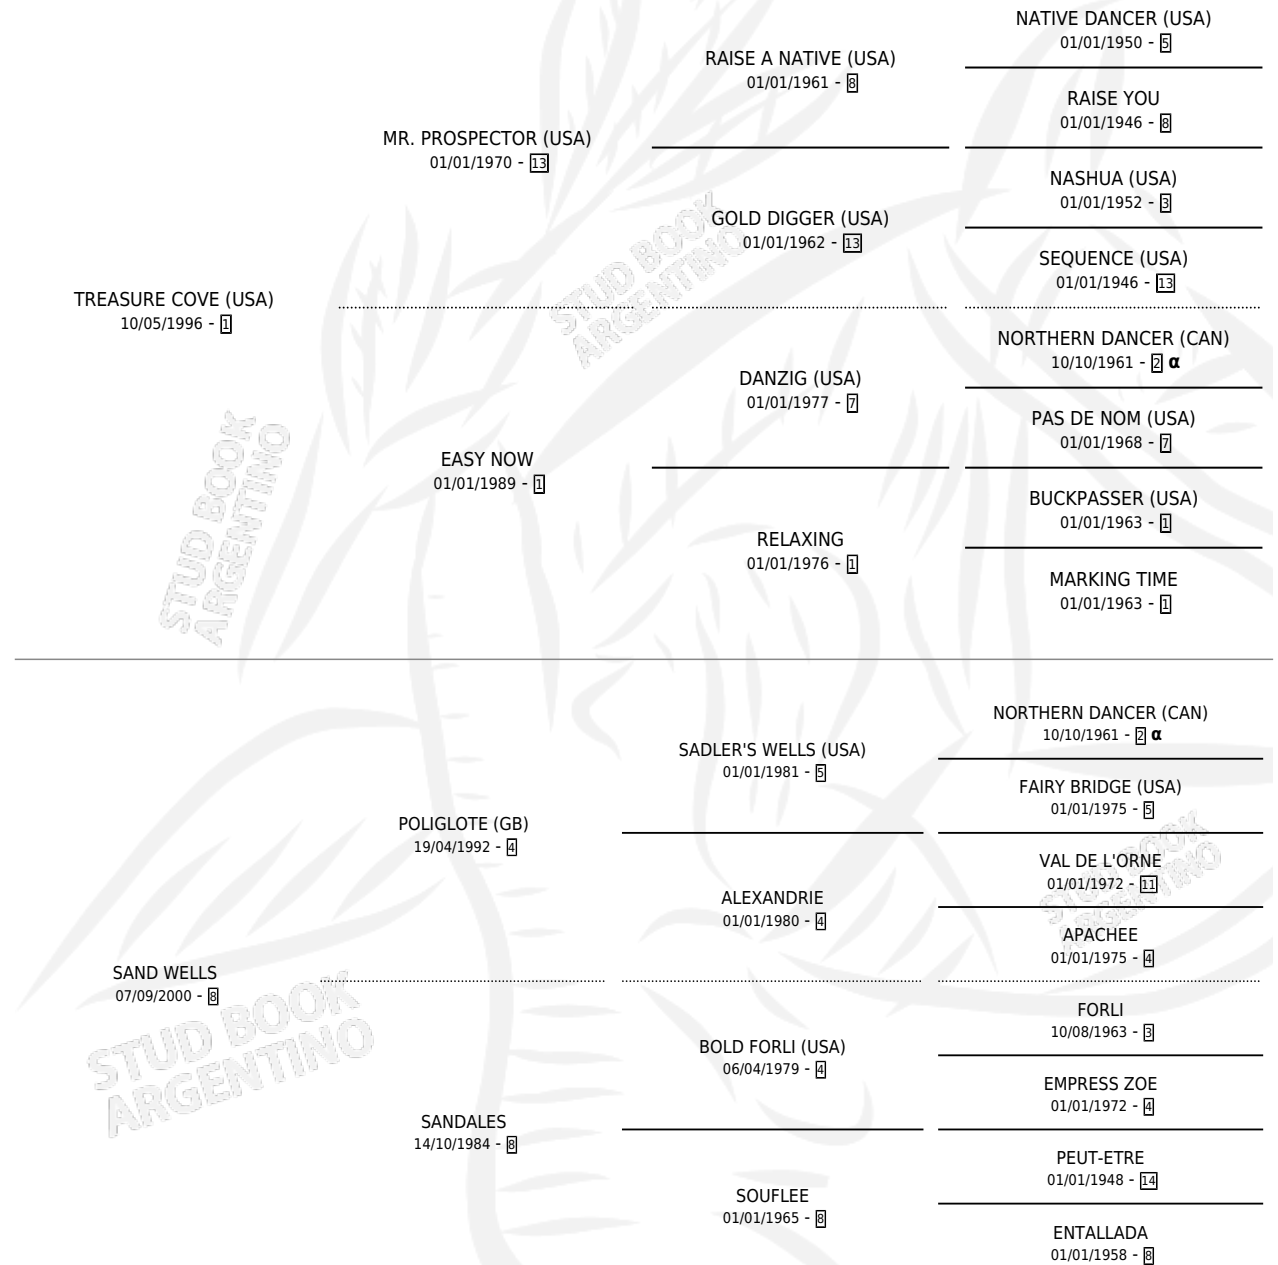 NATIVE DANCER (USA)
01/01/1950 - 5
RAISE A NATIVE (USA)
01/01/1961 - 8
RAISE YOU
01/01/1946 - 8
MR. PROSPECTOR (USA)
01/01/1970 - 13
NASHUA (USA)
01/01/1952 - 3
GOLD DIGGER (USA)
01/01/1962 - 13
SEQUENCE (USA)
01/01/1946 - 13
TREASURE COVE (USA)
10/05/1996 - 1
NORTHERN DANCER (CAN)
10/10/1961 - 2 α
DANZIG (USA)
01/01/1977 - 7
PAS DE NOM (USA)
01/01/1968 - 7
EASY NOW
01/01/1989 - 1
BUCKPASSER (USA)
01/01/1963 - 1
RELAXING
01/01/1976 - 1
MARKING TIME
01/01/1963 - 1
NORTHERN DANCER (CAN)
10/10/1961 - 2 α
SADLER'S WELLS (USA)
01/01/1981 - 5
FAIRY BRIDGE (USA)
01/01/1975 - 5
POLIGLOTE (GB)
19/04/1992 - 4
VAL DE L'ORNE
01/01/1972 - 11
ALEXANDRIE
01/01/1980 - 4
APACHEE
01/01/1975 - 4
SAND WELLS
07/09/2000 - 8
FORLI
10/08/1963 - 3
BOLD FORLI (USA)
06/04/1979 - 4
EMPRESS ZOE
01/01/1972 - 4
SANDALES
14/10/1984 - 8
PEUT-ETRE
01/01/1948 - 14
SOUFLEE
01/01/1965 - 8
ENTALLADA
01/01/1958 - 8
STUD BOOK
ARGENTINO
STUD BOOK
ARGENTINO
STUD BOOK
ARGENTINO
STUD BOOK
ARGENTINO